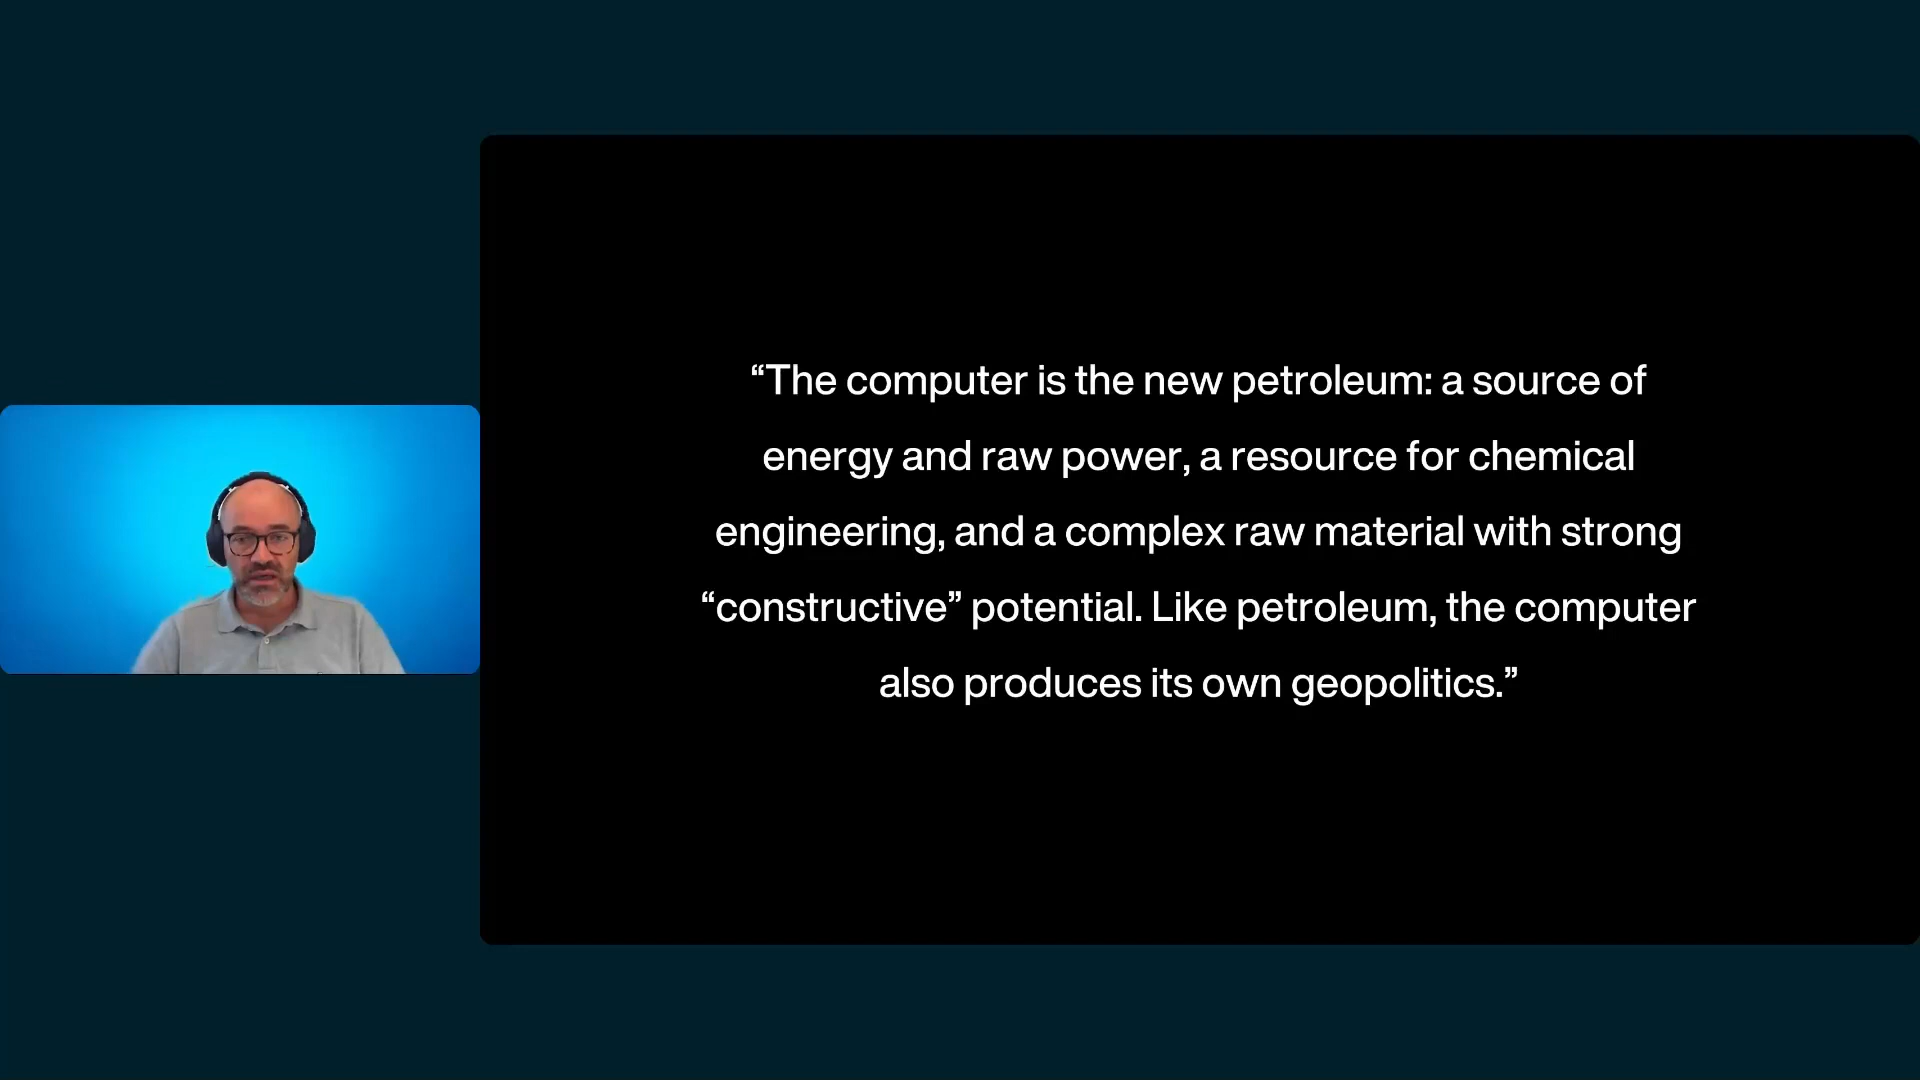 “The computer is the new petroleum: a source of
energy and raw power, a resource for chemical
engineering, and a complex raw material with strong
“constructive” potential. Like petroleum, the computer
also produces its own geopolitics.”